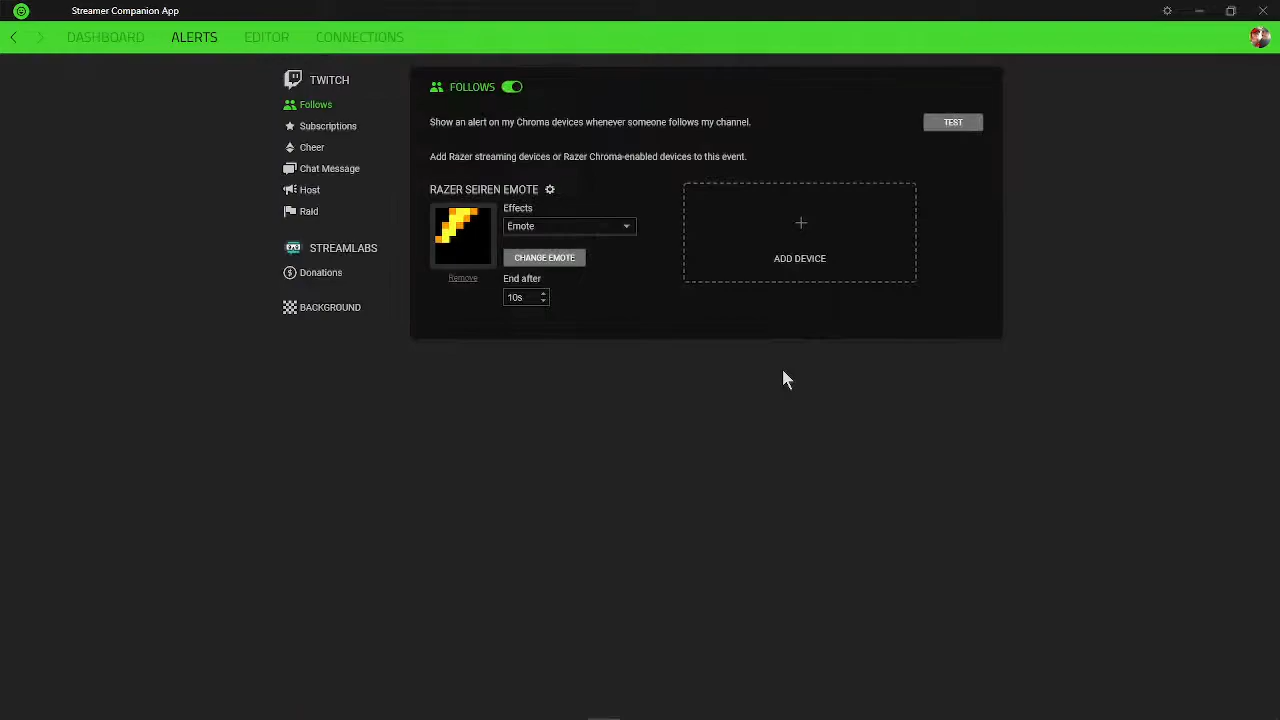 Streamer Companion App
DASHBOARD ALERTS EDITOR CONNECTIONS
TWITCH
Follows
Subscriptions
Cheer
Chat Message
Host
Raid
STREAMLABS
Donations
BACKGROUND
FOLLOWS
Show an alert on my Chroma devices whenever someone follows my channel.
TEST
Add Razer streaming devices or Razer Chroma-enabled devices to this event.
RAZER SEIREN EMOTE
Effects
Emote
CHANGE EMOTE
Remove
End after
10s
ADD DEVICE